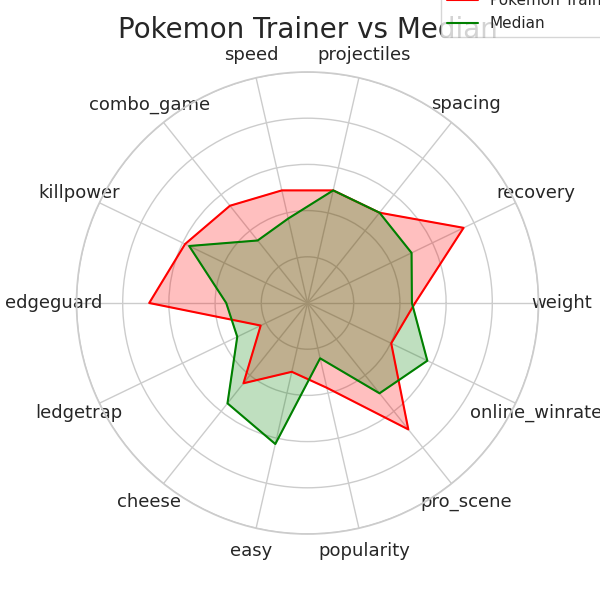 Pokemon Trainer vs Median
Median
speed
projectiles
combo_game
spacing
killpower
recovery
edgeguard
weight
ledgetrap
online_winrate
cheese
pro_scene
easy
popularity